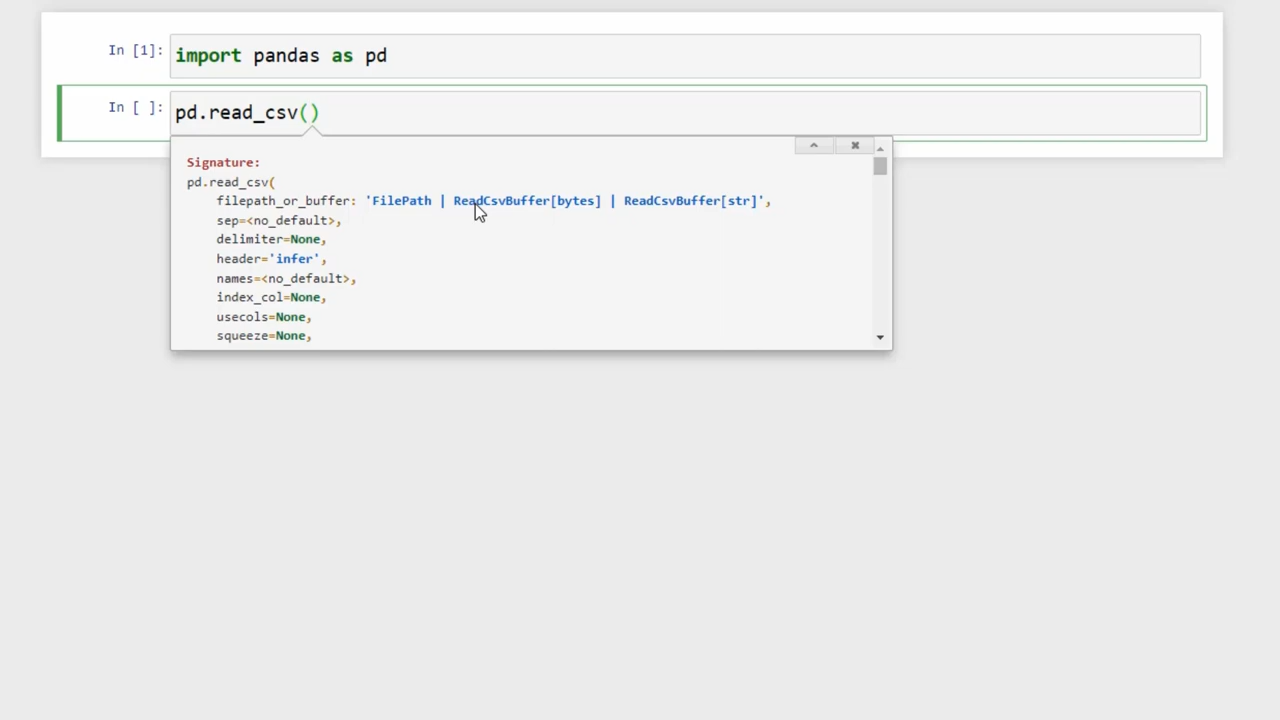 In [1]: import pandas as pd
In [ ]: pd.read_csv()
Signature:
pd.read_csv(
filepath_or_buffer: 'FilePath | ReadCsvBuffer[bytes] | ReadCsvBuffer[str]',
sep=<no_default>,
delimiter=None,
header='infer',
names=<no_default>,
index_col=None,
usecols=None,
squeeze=None,